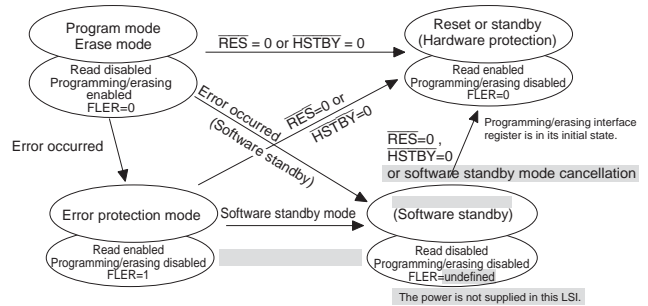 Program mode
Erase mode
RES = 0 or HSTBY = 0
Reset or standby
(Hardware protection)
Read disabled
Programming/erasing
enabled
FLER=0
Read enabled
Programming/erasing disabled
FLER=0
Error occurred
(Software standby)
RES=0 or
HSTBY=0
Programming/erasing interface
register is in its initial state.
Error occurred
RES=0 ,
HSTBY=0
or software standby mode cancellation
Error protection mode
Software standby mode
(Software standby)
Read enabled
Programming/erasing disabled
FLER=1
Read disabled
Programming/erasing disabled
FLER=undefined
The power is not supplied in this LSI.